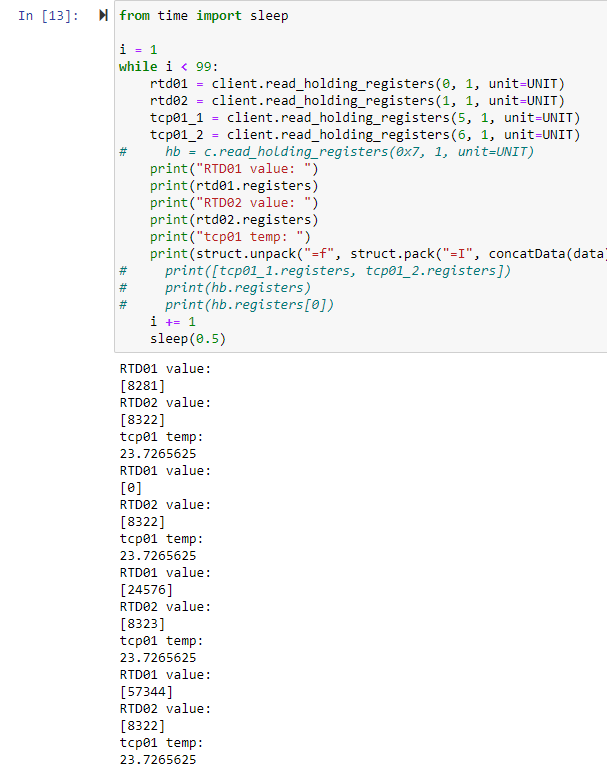 In [13]:
from time import sleep
i = 1
while i < 99:
    rtd01 = client.read_holding_registers(0, 1, unit=UNIT)
    rtd02 = client.read_holding_registers(1, 1, unit=UNIT)
    tcp01_1 = client.read_holding_registers(5, 1, unit=UNIT)
    tcp01_2 = client.read_holding_registers(6, 1, unit=UNIT)
#     hb = c.read_holding_registers(0x7, 1, unit=UNIT)
    print("RTD01 value: ")
    print(rtd01.registers)
    print("RTD02 value: ")
    print(rtd02.registers)
    print("tcp01 temp: ")
    print(struct.unpack("=f", struct.pack("=I", concatData(data)
#     print([tcp01_1.registers, tcp01_2.registers])
#     print(hb.registers)
#     print(hb.registers[0])
    i += 1
    sleep(0.5)
RTD01 value:
[8281]
RTD02 value:
[8322]
tcp01 temp:
23.7265625
RTD01 value:
[0]
RTD02 value:
[8322]
tcp01 temp:
23.7265625
RTD01 value:
[24576]
RTD02 value:
[8323]
tcp01 temp:
23.7265625
RTD01 value:
[57344]
RTD02 value:
[8322]
tcp01 temp:
23.7265625